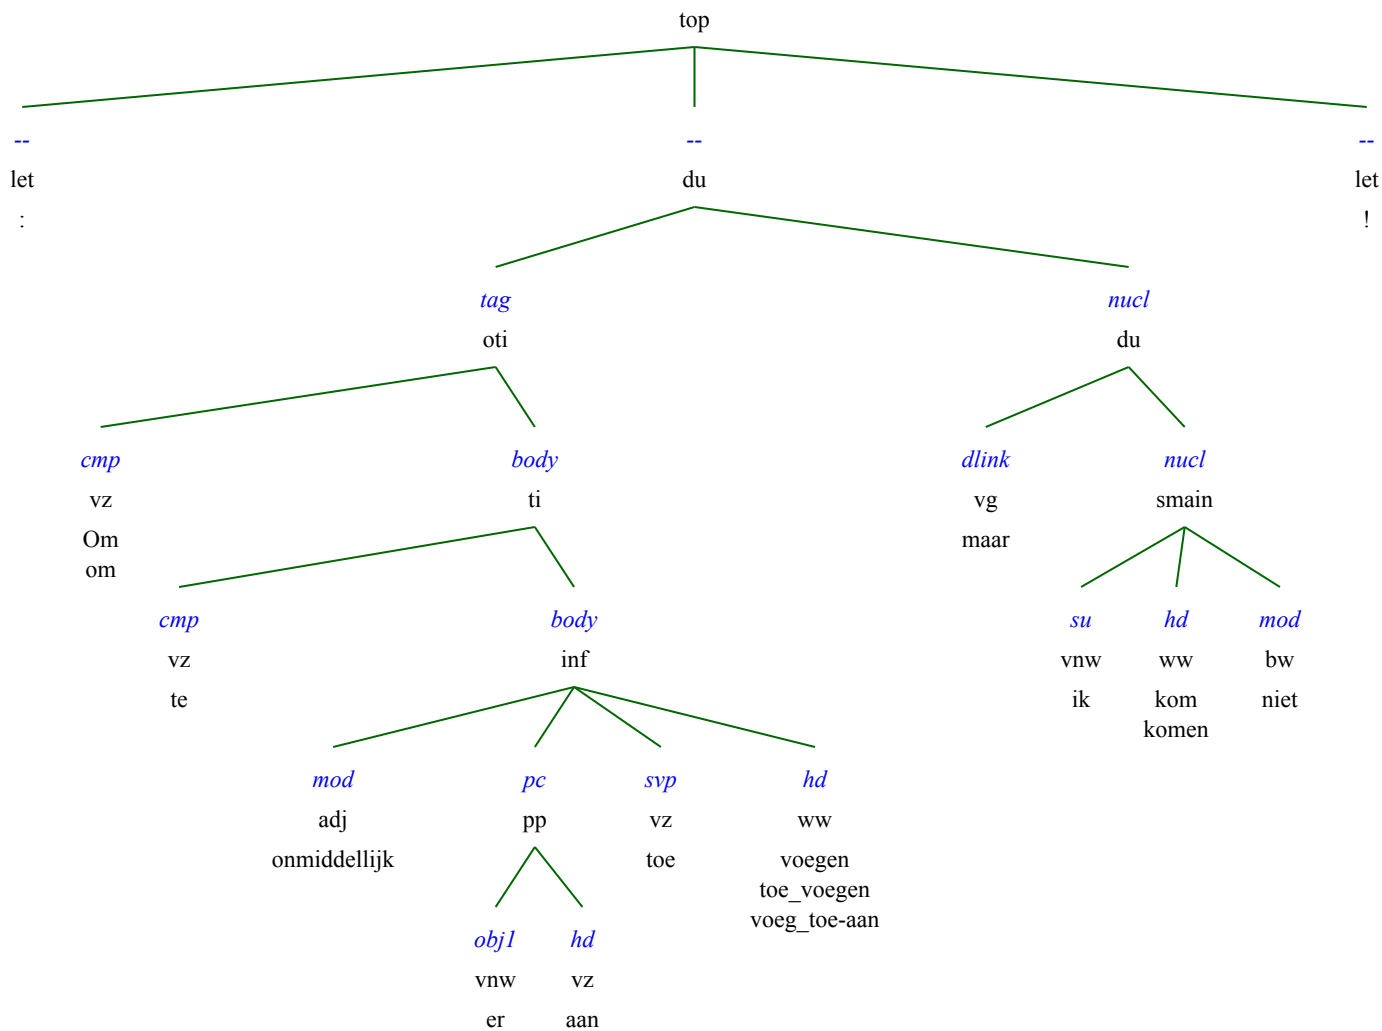 top
-- -- --
let du let
: !
tag nucl
oti du
cmp body dlink nucl
vz ti vg smain
Om maar
om
cmp body su hd mod
vz inf vnw ww bw
te ik kom niet
komen
mod pc svp hd
adj pp vz ww
onmiddellijk toe voegen
toe_voegen
voeg_toe-aan
obj1 hd
vnw vz
er aan